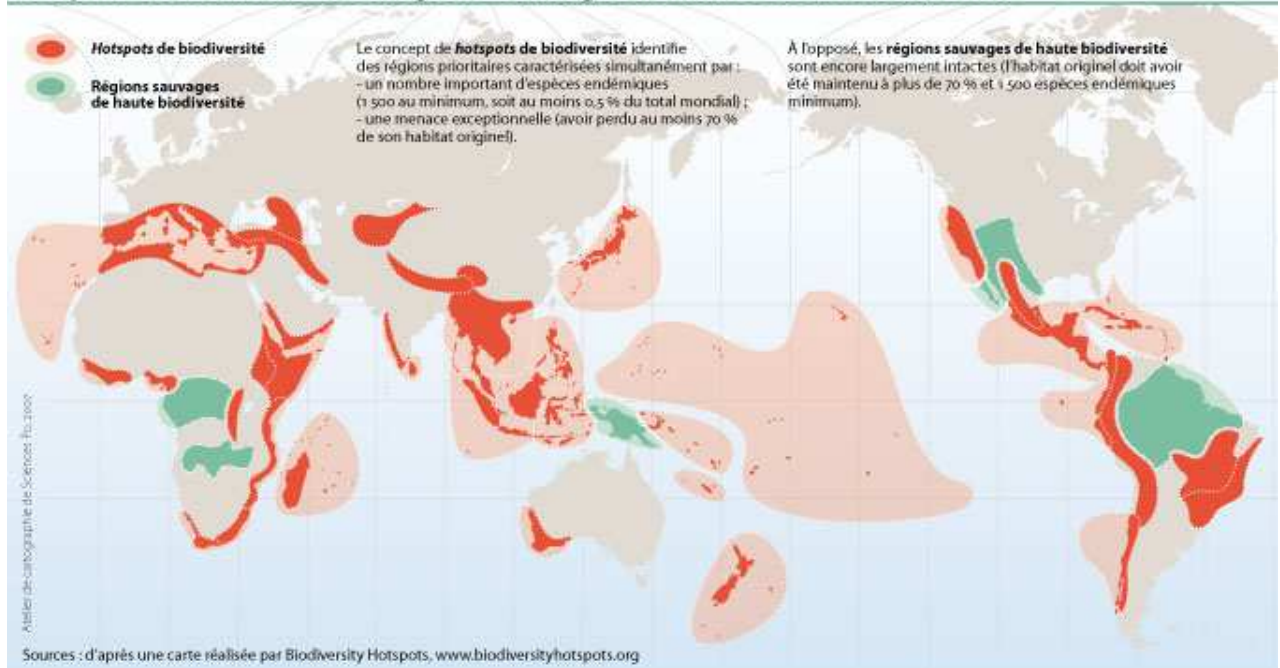 Hotspots de biodiversité
Régions sauvages
de haute biodiversité
Le concept de hotspots de biodiversité identifie
des régions prioritaires caractérisées simultanément par :
- un nombre important d'espèces endémiques
(1 500 au minimum, soit au moins 0,5 % du total mondial) ;
- une menace exceptionnelle (avoir perdu au moins 70 %
de son habitat originel).
À l'opposé, les régions sauvages de haute biodiversité
sont encore largement intactes (l'habitat originel doit avoir
été maintenu à plus de 70 % et 1 500 espèces endémiques
minimum).
Atelier de cartographie de Sciences Po, 2007
Sources : d'après une carte réalisée par Biodiversity Hotspots, www.biodiversityhotspots.org